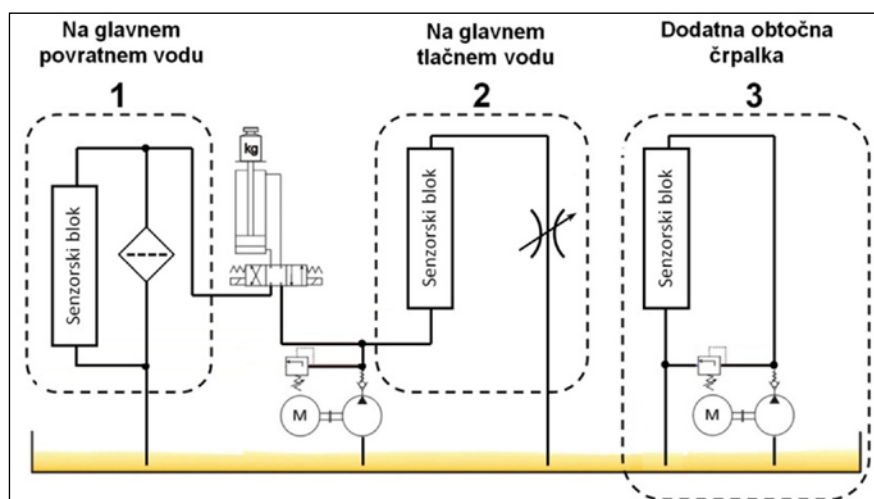 Na glavnem
povratnem vodu
1
Na glavnem
tlačnem vodu
2
Dodatna obtočna
črpalka
3
kg
Senzorski blok
Senzorski blok
Senzorski blok
M
M